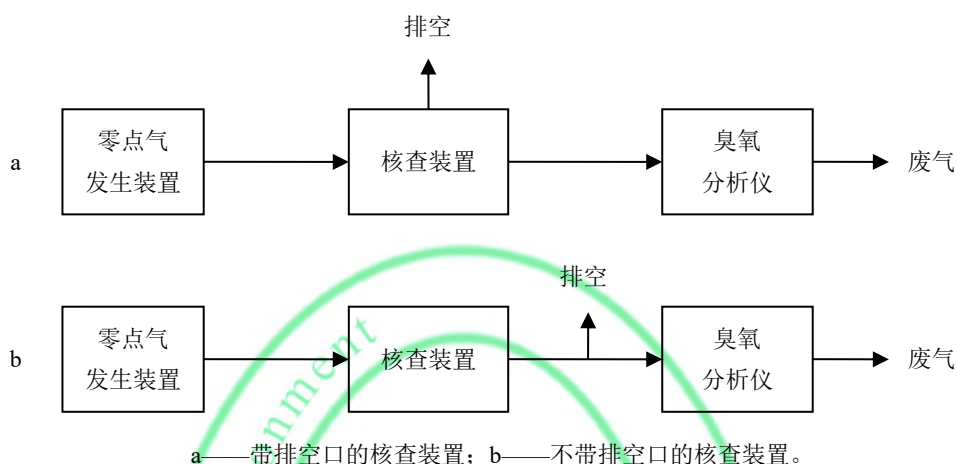 排空
a
零点气
发生装置
核查装置
臭氧
分析仪
废气
排空
b
零点气
发生装置
核查装置
臭氧
分析仪
废气
nment
a——带排空口的核查装置；b——不带排空口的核查装置。